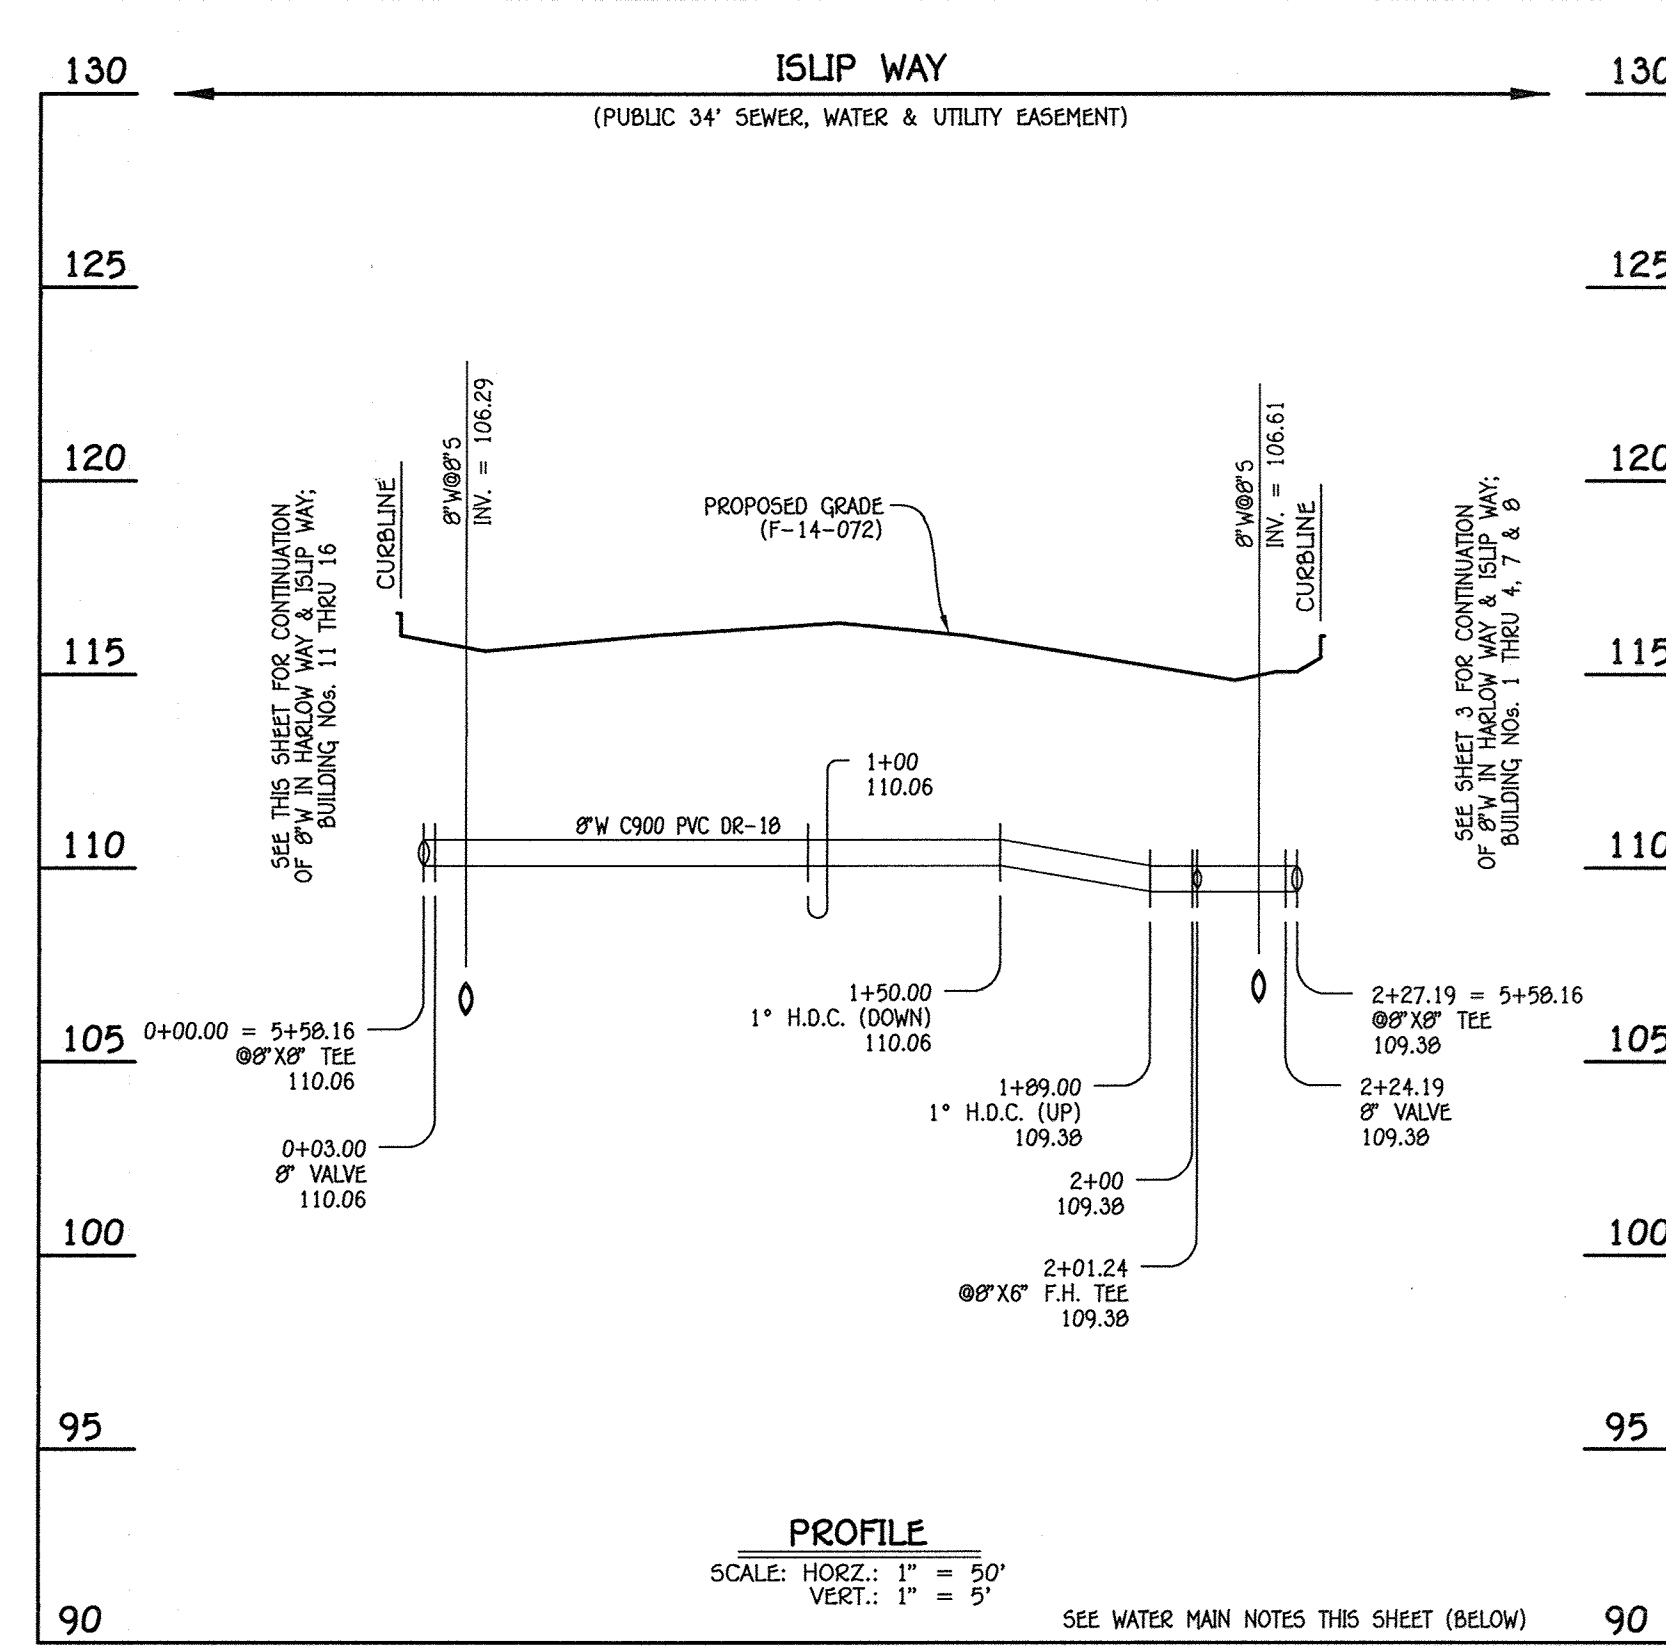 ISLIP WAY
(PUBLIC 34' SEWER, WATER & UTILITY EASEMENT)
130
125
120
115
110
105
100
95
90
SEE THIS SHEET FOR CONTINUATION
OF 8"W IN HARLOW WAY & ISLIP WAY;
BUILDING NOs. 11 THRU 16
CURBLINE
8"W@8"S
INV. = 106.29
PROPOSED GRADE
(F-14-072)
8"W@8"S
INV. = 106.61
CURBLINE
SEE SHEET 3 FOR CONTINUATION
OF 8"W IN HARLOW WAY & ISLIP WAY;
BUILDING NOs. 1 THRU 4, 7 & 8
1+00
110.06
8"W C900 PVC DR-18
0+00.00 = 5+58.16
@8"X8" TEE
110.06
0+03.00
8" VALVE
110.06
1+50.00
1° H.D.C. (DOWN)
110.06
1+89.00
1° H.D.C. (UP)
109.38
2+00
109.38
2+01.24
@8"X6" F.H. TEE
109.38
2+27.19 = 5+58.16
@8"X8" TEE
109.38
2+24.19
8" VALVE
109.38
130
125
120
115
110
105
100
95
90
PROFILE
SCALE: HORZ.: 1" = 50'
VERT.: 1" = 5'
SEE WATER MAIN NOTES THIS SHEET (BELOW)